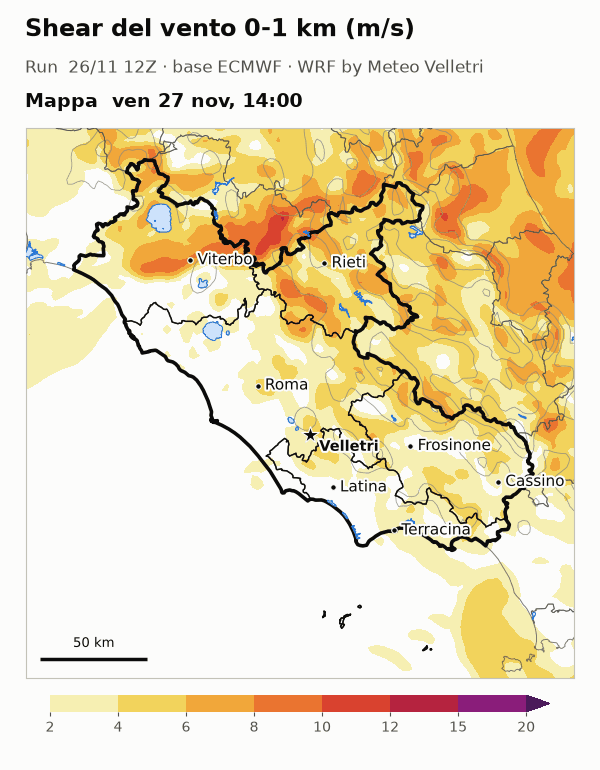 Shear del vento 0-1 km (m/s)
Run  26/11 12Z · base ECMWF · WRF by Meteo Velletri
Mappa  ven 27 nov, 14:00
Viterbo
Rieti
Roma
Velletri
Frosinone
Cassino
Latina
Terracina
50 km
2 4 6 8 10 12 15 20